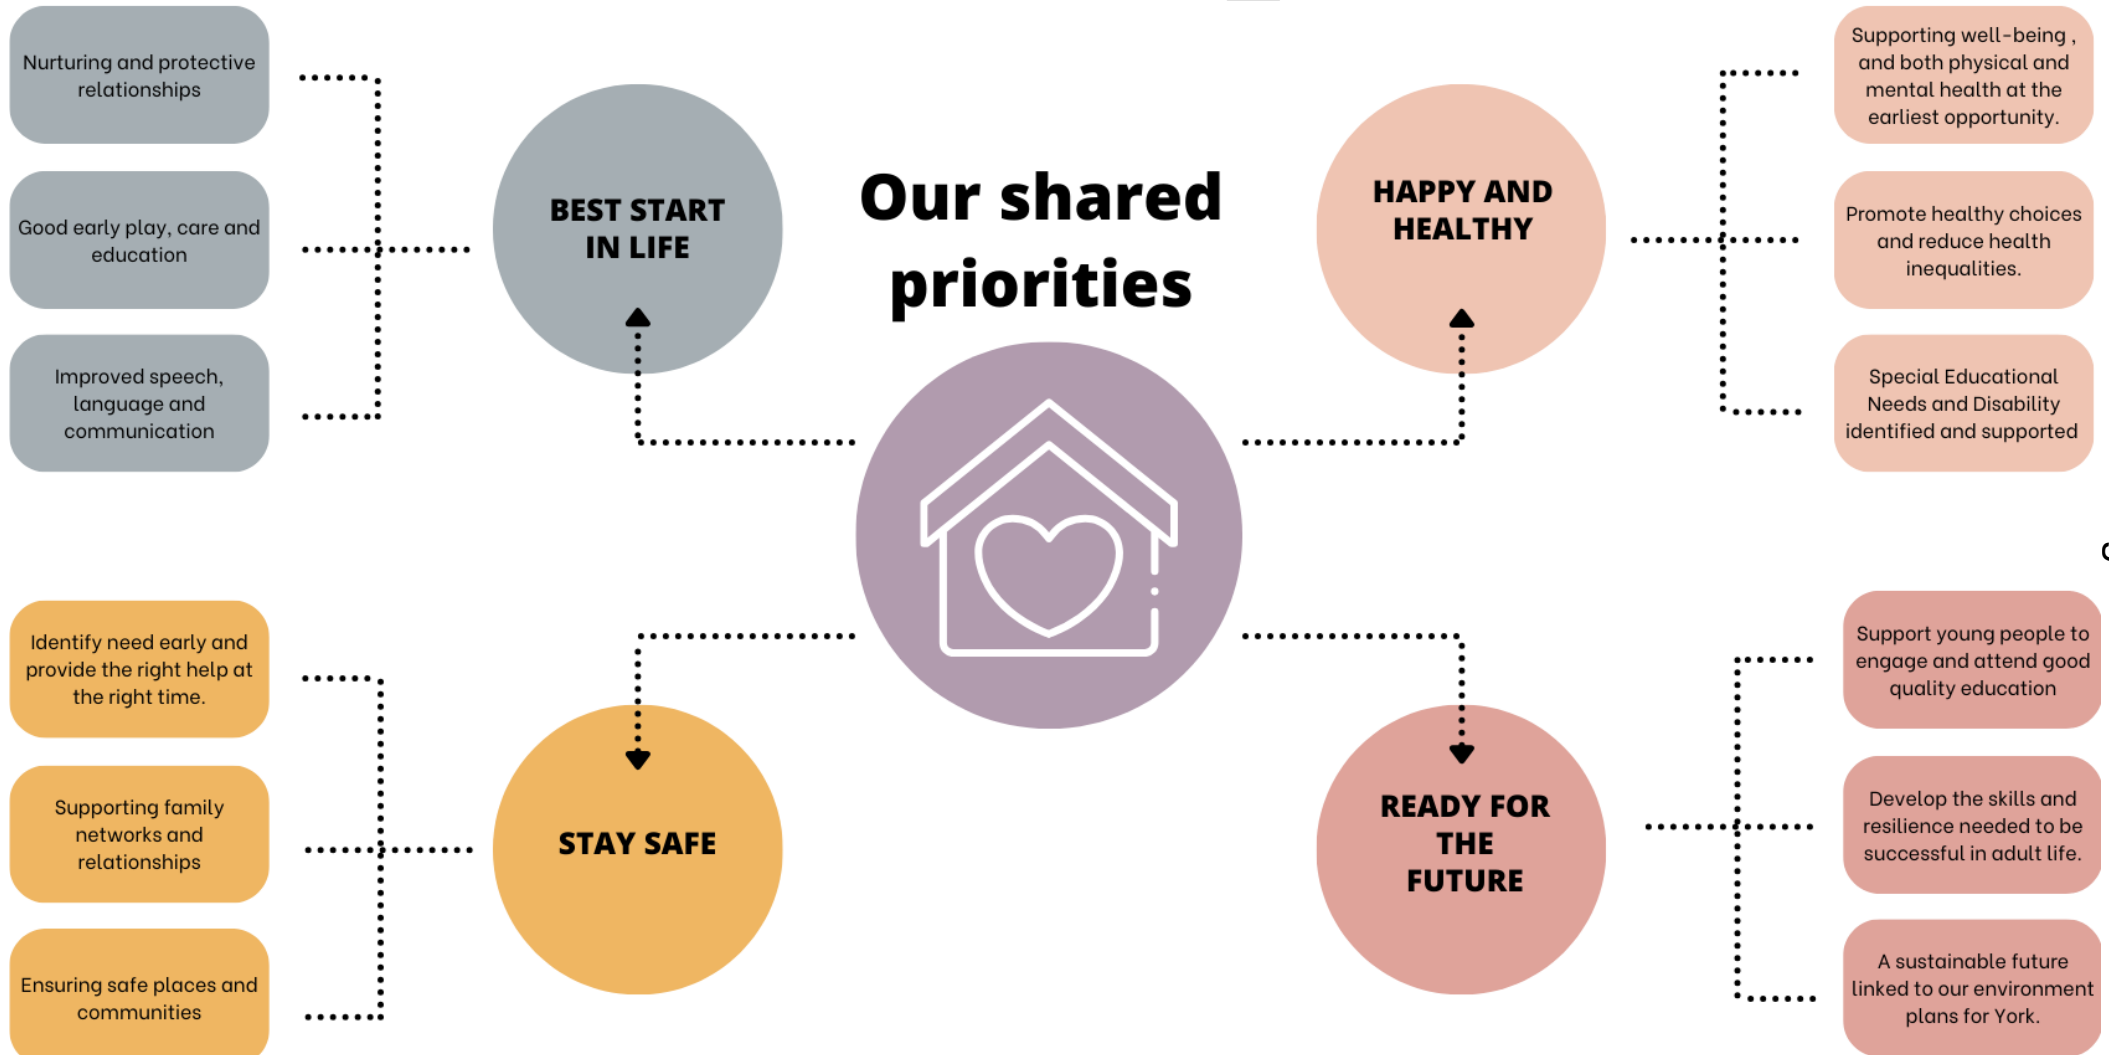 Our shared
priorities
BEST START
IN LIFE
Nurturing and protective
relationships
Good early play, care and
education
Improved speech,
language and
communication
HAPPY AND
HEALTHY
Supporting well-being ,
and both physical and
mental health at the
earliest opportunity.
Promote healthy choices
and reduce health
inequalities.
Special Educational
Needs and Disability
identified and supported
STAY SAFE
Identify need early and
provide the right help at
the right time.
Supporting family
networks and
relationships
Ensuring safe places and
communities
READY FOR
THE
FUTURE
Support young people to
engage and attend good
quality education
Develop the skills and
resilience needed to be
successful in adult life.
A sustainable future
linked to our environment
plans for York.